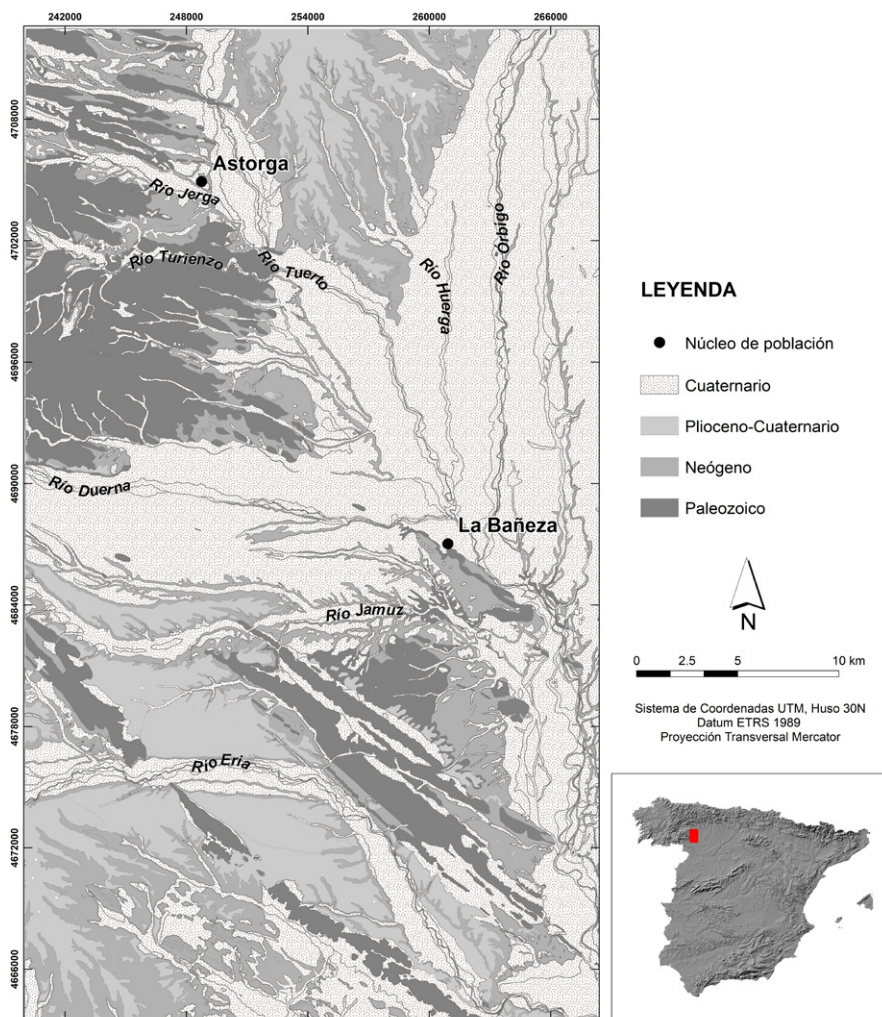 242000 248000 254000 260000 266000
4708000
4702000
4696000
4690000
4684000
4678000
4672000
4666000
Astorga
Río Jerga
Río Turienzo
Río Tuerto
Río Huerga
Río Orbigo
Río Duerna
La Bañeza
Río Jamuz
Río Eria
LEYENDA
Núcleo de población
Cuaternario
Plioceno-Cuaternario
Neógeno
Paleozoico
N
0 2.5 5 10 km
Sistema de Coordenadas UTM, Huso 30N
Datum ETRS 1989
Proyección Transversal Mercator